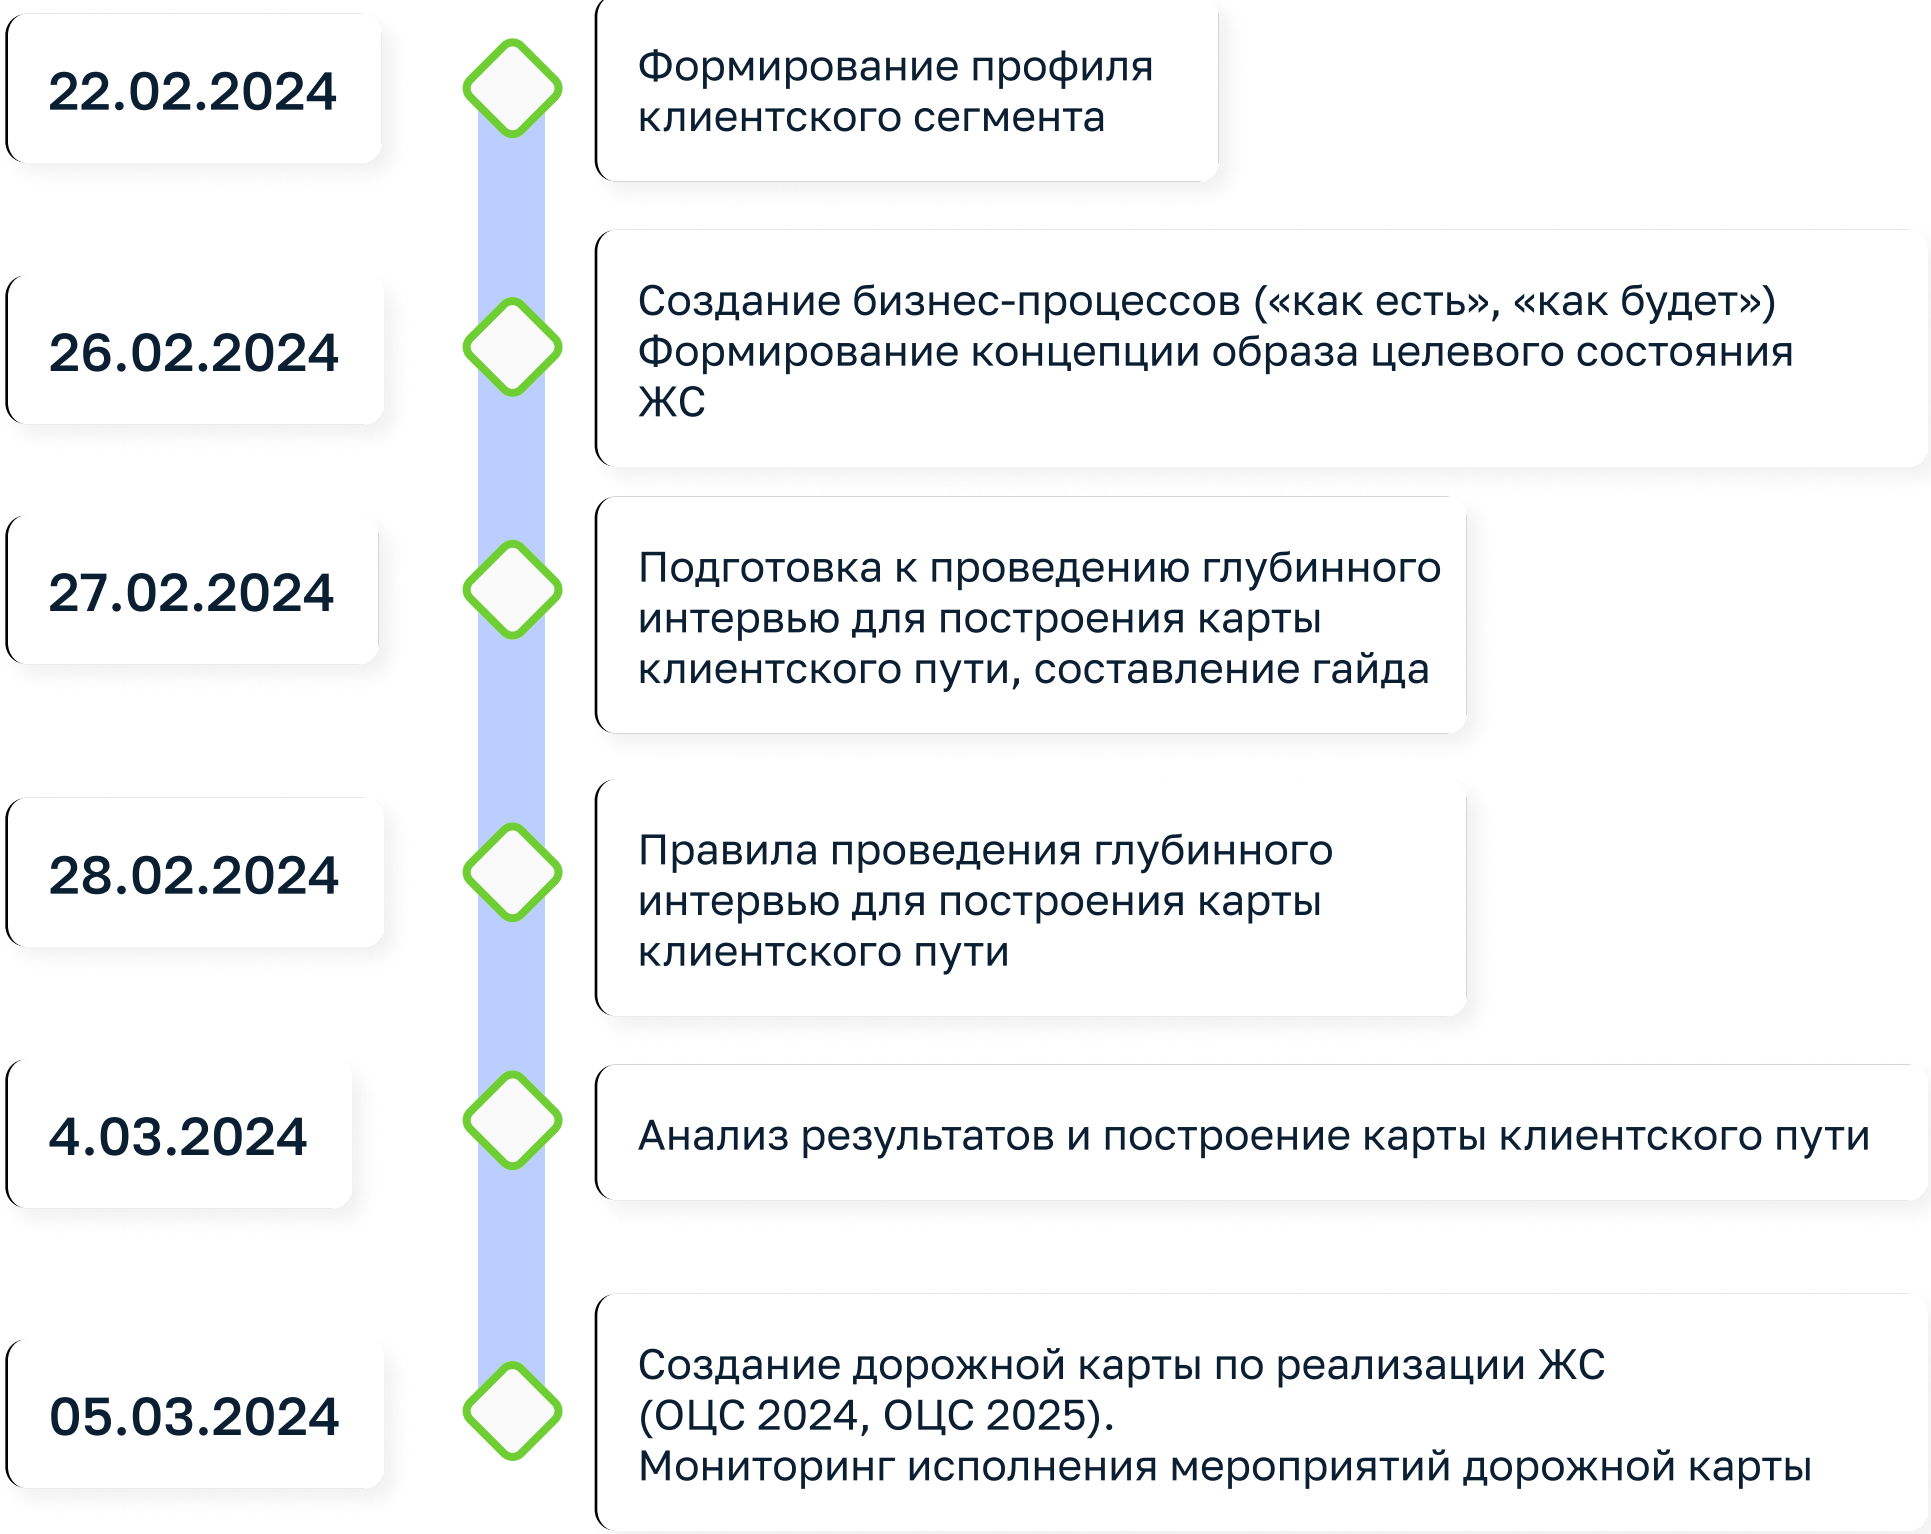 22.02.2024
Формирование профиля
клиентского сегмента
26.02.2024
Создание бизнес-процессов («как есть», «как будет»)
Формирование концепции образа целевого состояния
ЖС
27.02.2024
Подготовка к проведению глубинного
интервью для построения карты
клиентского пути, составление гайда
28.02.2024
Правила проведения глубинного
интервью для построения карты
клиентского пути
4.03.2024
Анализ результатов и построение карты клиентского пути
05.03.2024
Создание дорожной карты по реализации ЖС
(ОЦС 2024, ОЦС 2025).
Мониторинг исполнения мероприятий дорожной карты